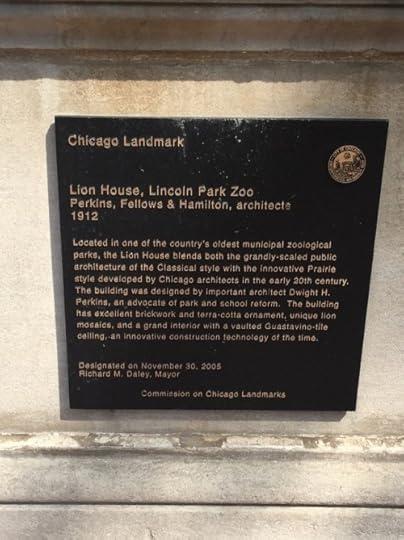 Chicago Landmark
Lion House, Lincoln Park Zoo
Perkins, Fellows & Hamilton, architects
1912
Located in one of the country's oldest municipal zoological
parks, the Lion House blends both the grandly-scaled public
architecture of the Classical style with the innovative Prairie
style developed by Chicago architects in the early 20th century.
The building was designed by important architect Dwight H.
Perkins, an advocate of park and school reform. The building
has excellent brickwork and terra-cotta ornament, unique lion
mosaics, and a grand interior with a vaulted Guastavino-tile
ceiling, an innovative construction technology of the time.
Designated on November 30, 2005
Richard M. Daley, Mayor
Commission on Chicago Landmarks